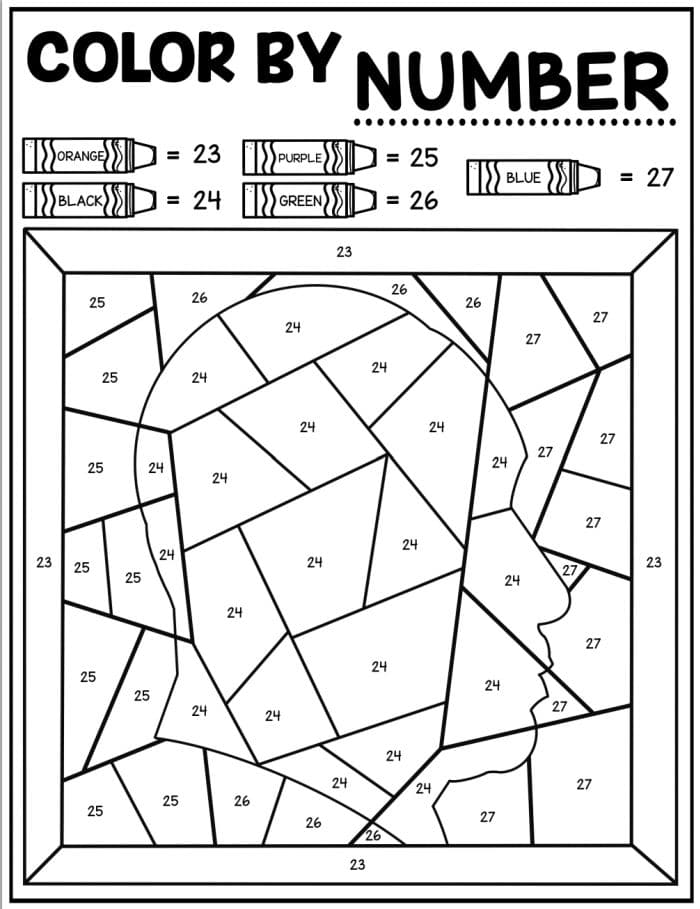 COLOR BY NUMBER
ORANGE = 23 PURPLE = 25 BLUE = 27
BLACK = 24 GREEN = 26
23
25 26 24 26 26 27 27
25 24 24
24 24 27 27
25 24 24 24
27
23 25 25 24 24 24 24 27 23
24
25 24 24 27
25 24 24 24 27
24
25 25 26 24 24 27 27
26 26
23